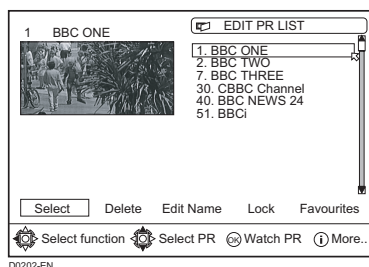 1 BBC ONE
EDIT PR LIST
1. BBC ONE
2. BBC TWO
7. BBC THREE
30. CBBC Channel
40. BBC NEWS 24
51. BBCi
Select Delete Edit Name Lock Favourites
Select function Select PR OK Watch PR i More..
D0202-EN